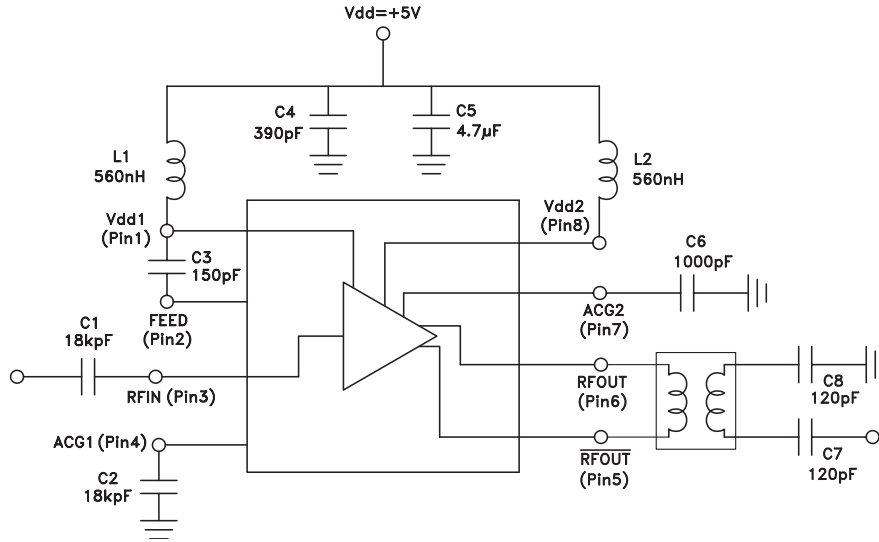 Vdd=+5V
C4
390pF
C5
4.7µF
L1
560nH
L2
560nH
Vdd1
(Pin1)
Vdd2
(Pin8)
C3
150pF
C6
1000pF
FEED
(Pin2)
ACG2
(Pin7)
C1
18kpF
RFIN (Pin3)
RFOUT
(Pin6)
C8
120pF
ACG1 (Pin4)
C2
18kpF
RFOUT
(Pin5)
C7
120pF